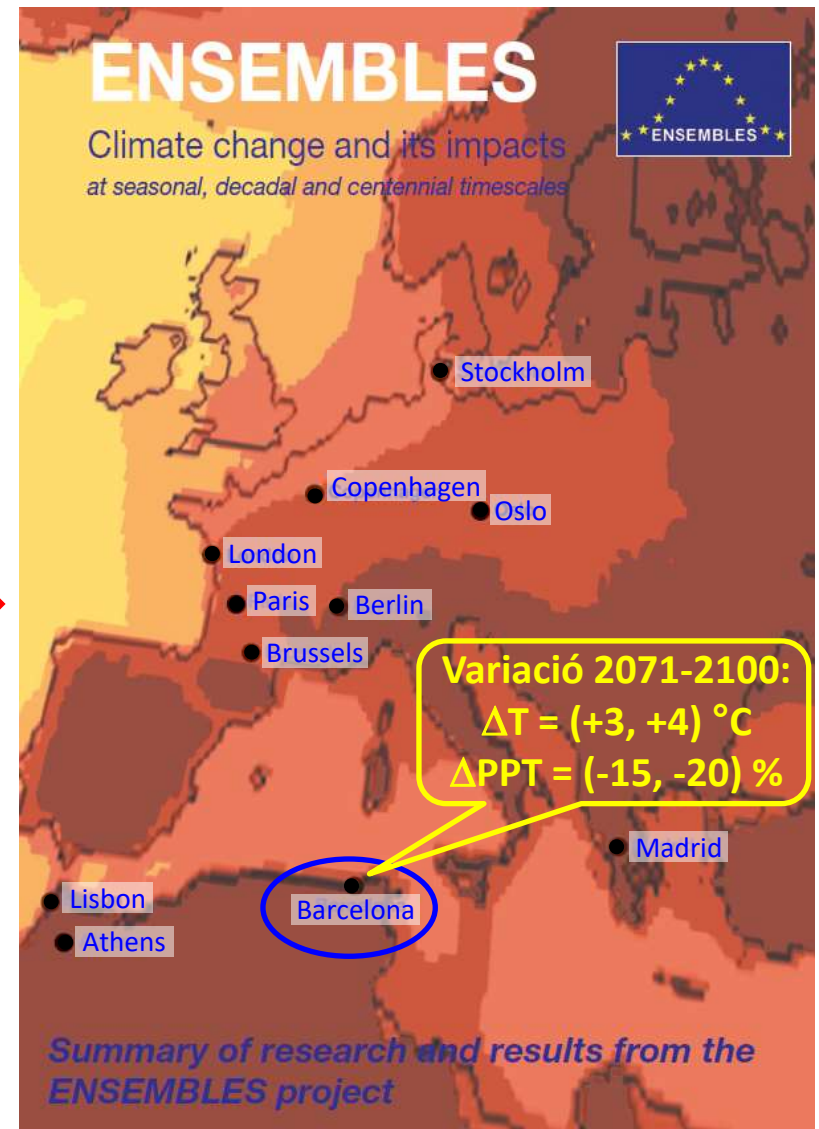 ENSEMBLES
Climate change and its impacts
at seasonal, decadal and centennial timescales
ENSEMBLES
Stockholm
Copenhagen
Oslo
London
Paris
Berlin
Brussels
Variació 2071-2100:
ΔT = (+3, +4) °C
ΔPPT = (-15, -20) %
Madrid
Lisbon
Barcelona
Athens
Summary of research and results from the
ENSEMBLES project